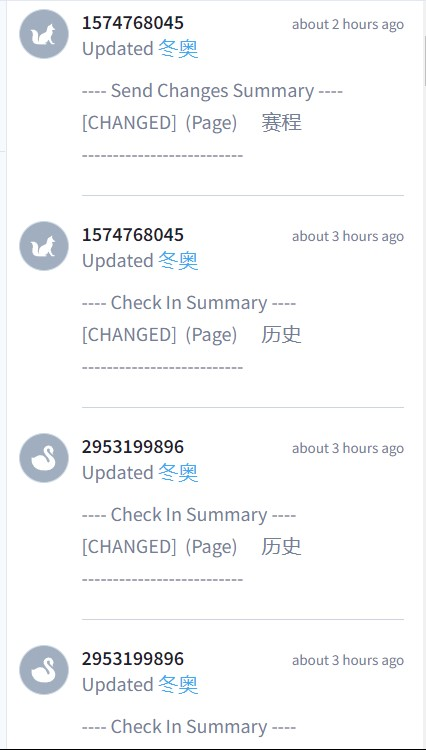 1574768045 about 2 hours ago
Updated 冬奥
---- Send Changes Summary ----
[CHANGED] (Page) 赛程
--------------------------
1574768045 about 3 hours ago
Updated 冬奥
---- Check In Summary ----
[CHANGED] (Page) 历史
--------------------------
2953199896 about 3 hours ago
Updated 冬奥
---- Check In Summary ----
[CHANGED] (Page) 历史
--------------------------
2953199896 about 3 hours ago
Updated 冬奥
---- Check In Summary ----